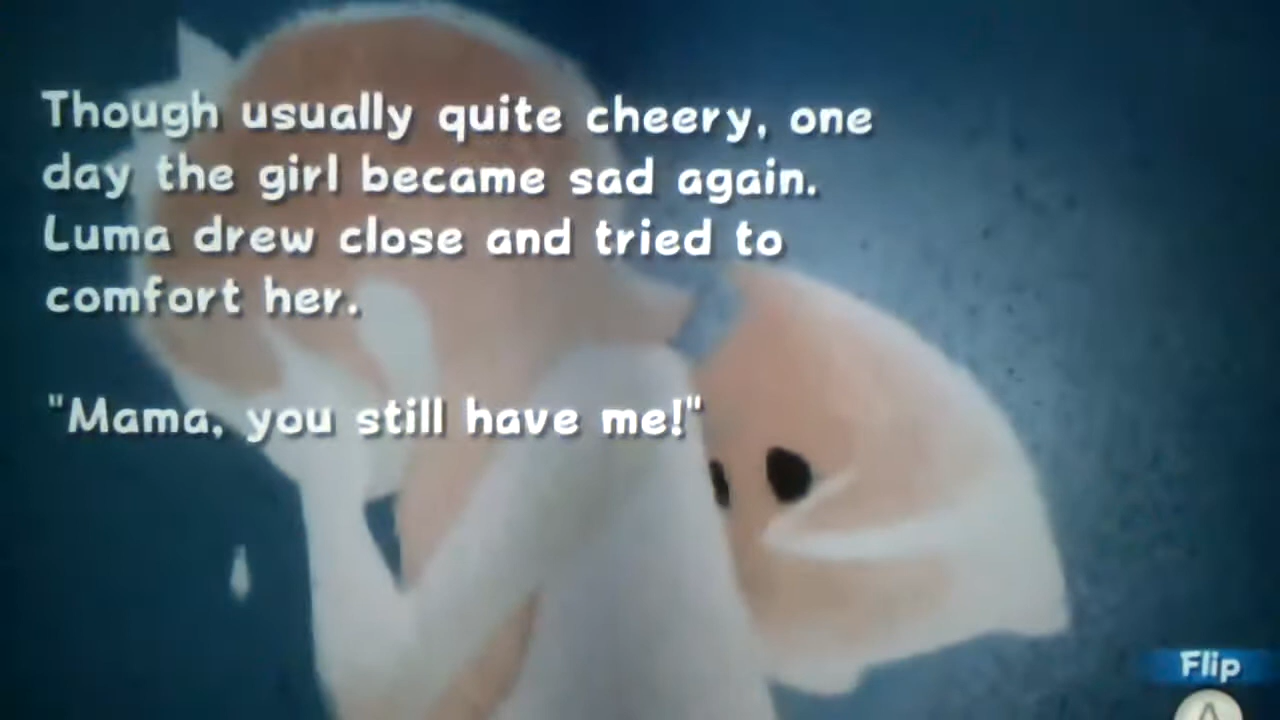 Though usually quite cheery, one
day the girl became sad again.
Luma drew close and tried to
comfort her.
"Mama, you still have me!"
Flip
A